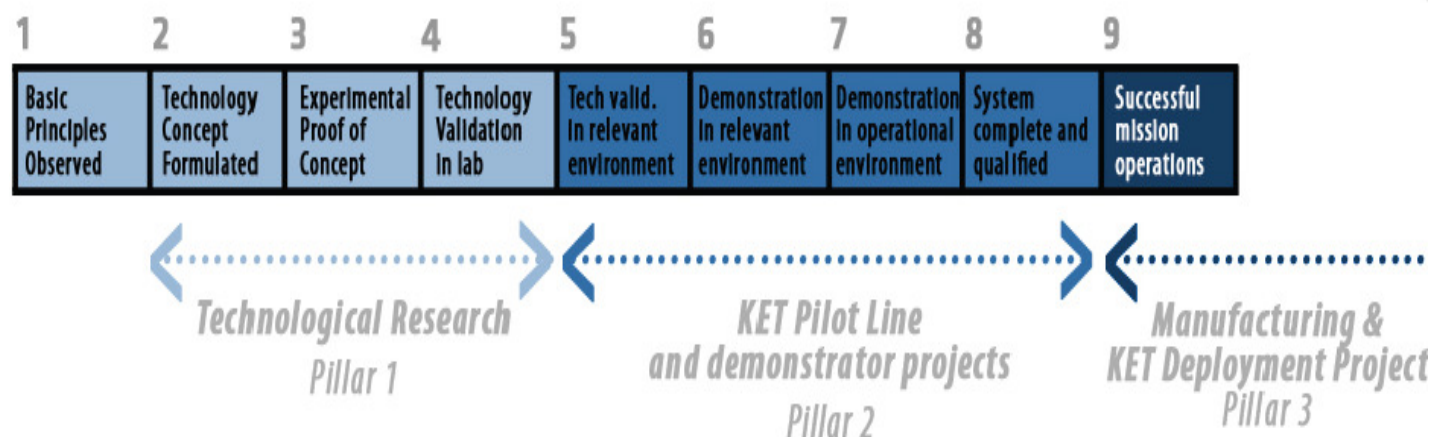 1 2 3 4 5 6 7 8 9
Basic
Principles
Observed
Technology
Concept
Formulated
Experimental
Proof of
Concept
Technology
Validation
in lab
Tech valid.
in relevant
environment
Demonstration
in relevant
environment
Demonstration
in operational
environment
System
complete and
qualified
Successful
mission
operations
Technological Research
Pillar 1
KET Pilot Line
and demonstrator projects
Pillar 2
Manufacturing &
KET Deployment Project
Pillar 3